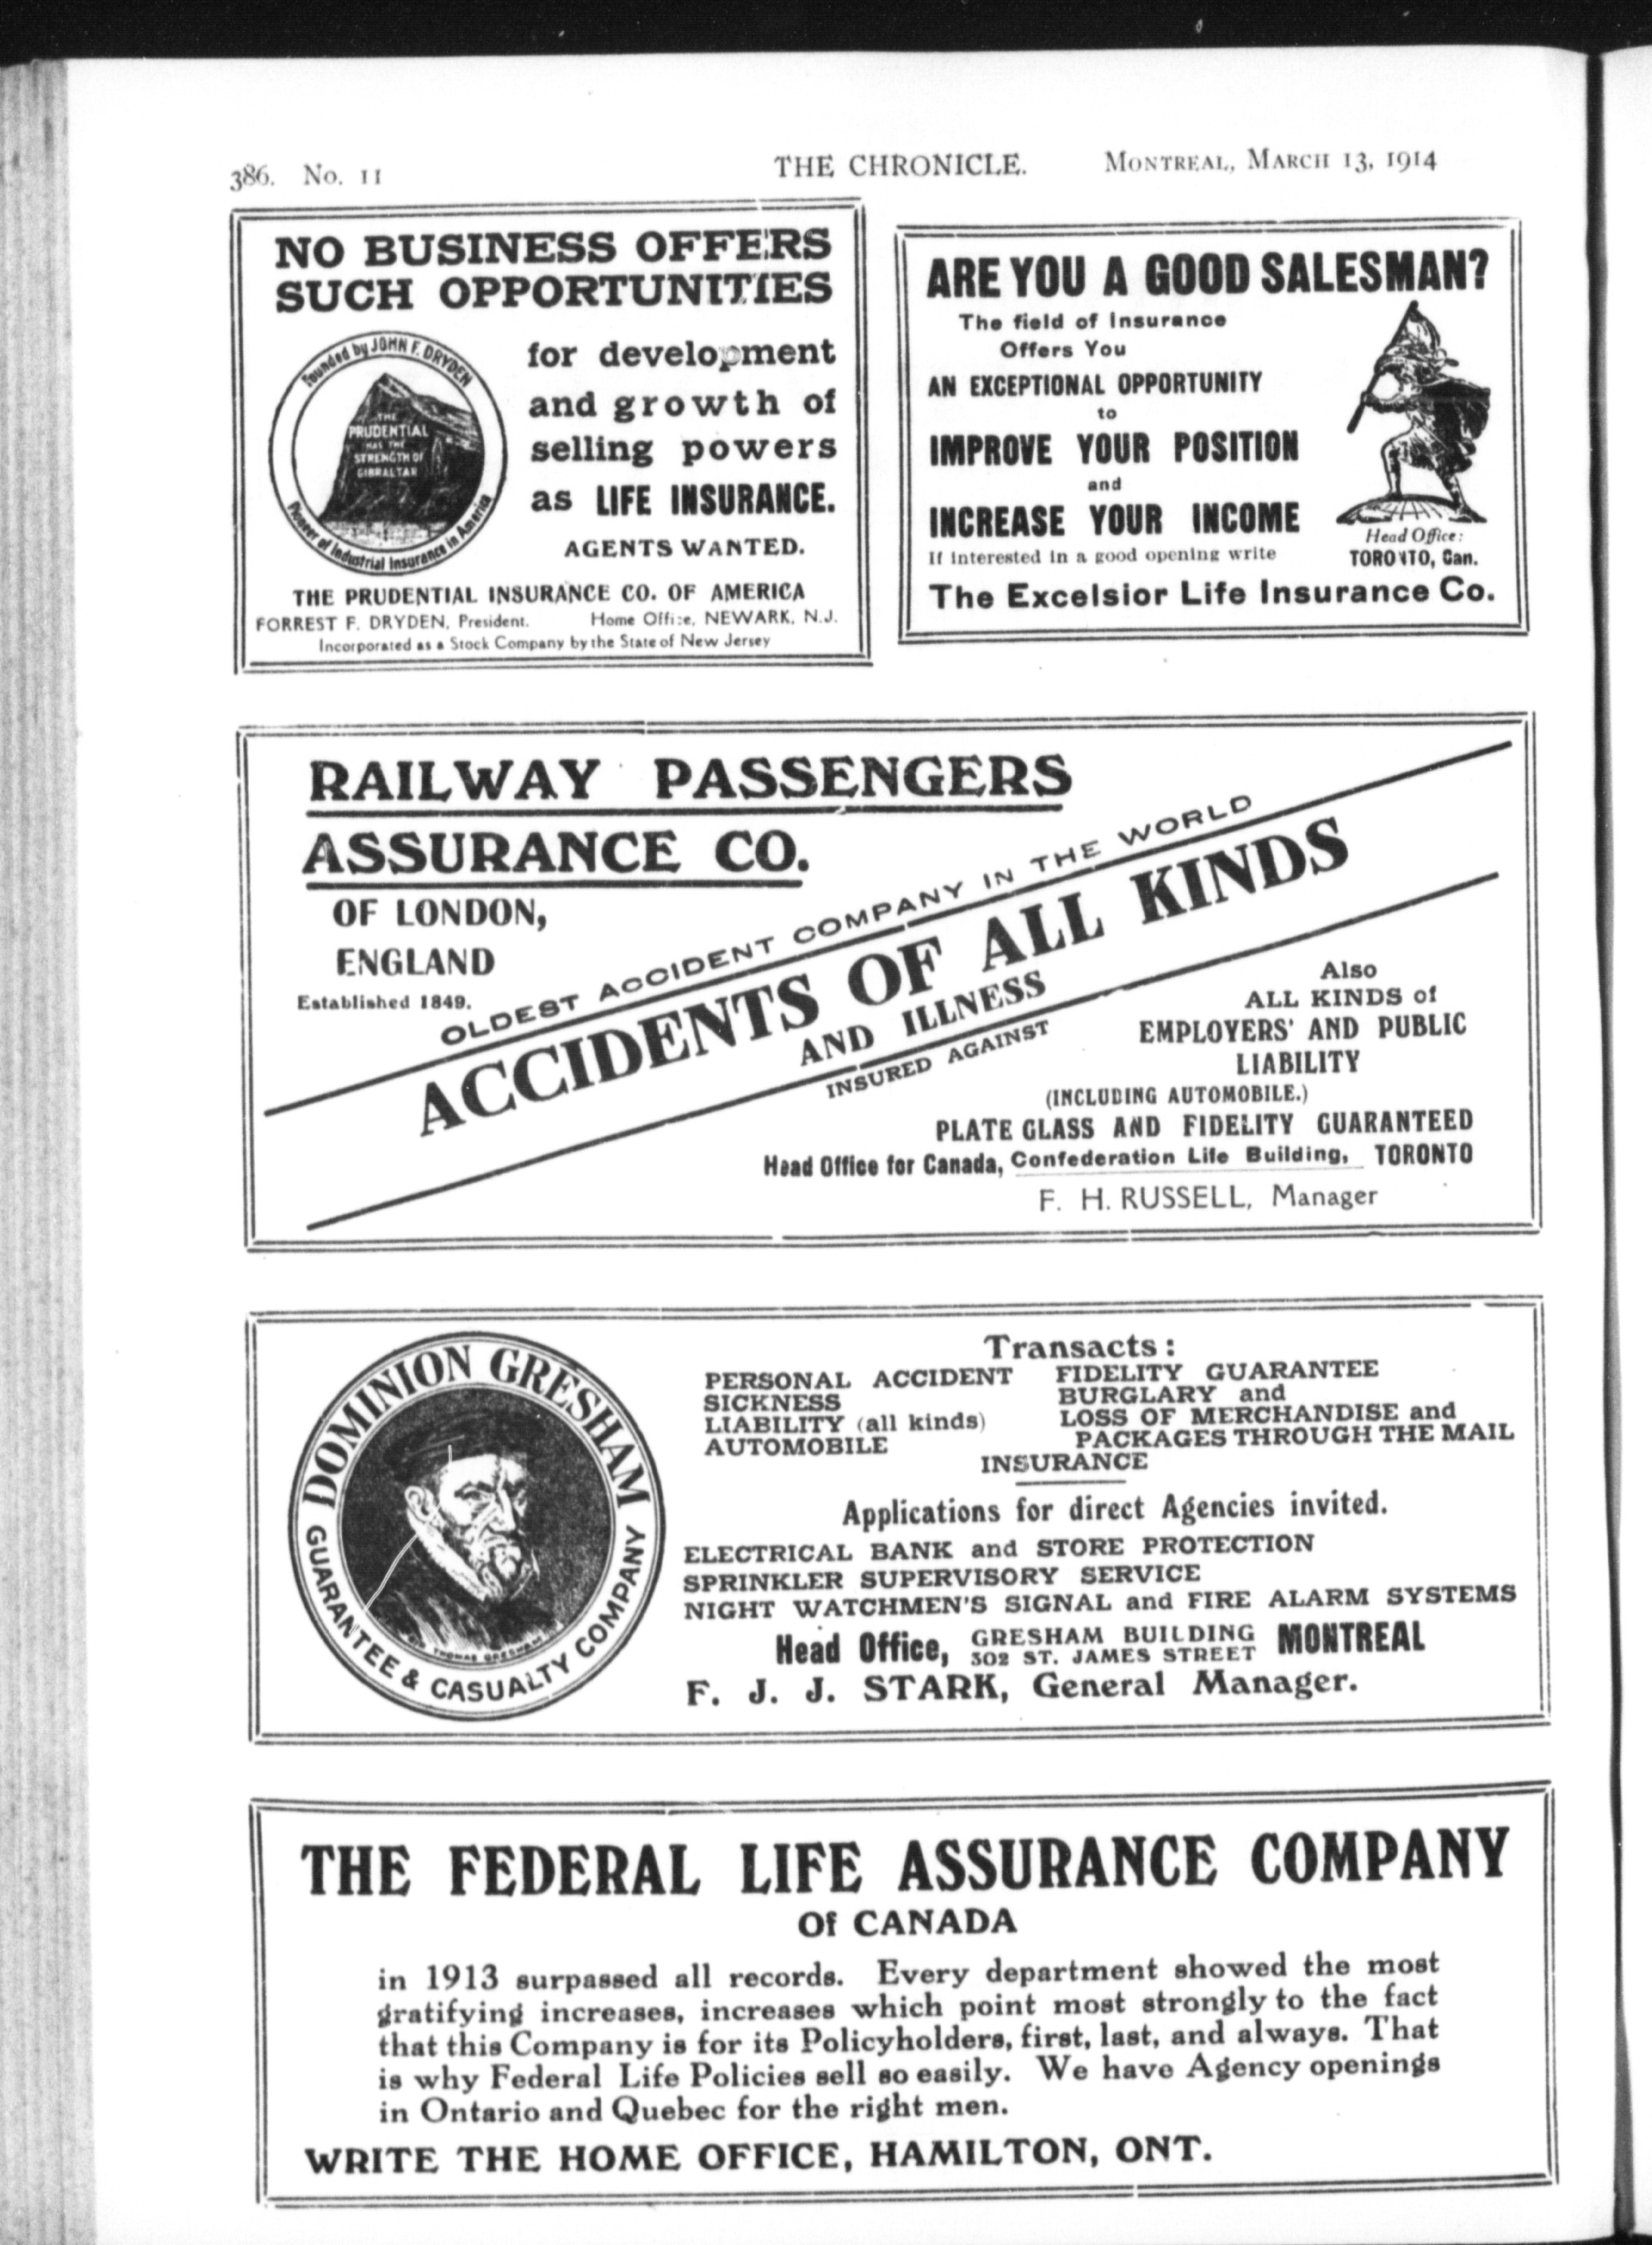 386. No. 11
THE CHRONICLE.
MONTREAL, MARCH 13, 1914
NO BUSINESS OFFERS
SUCH OPPORTUNITIES
Founded by JOHN F. DRYDEN
THE
PRUDENTIAL
HAS THE
STRENGTH OF
GIBRALTAR
Pioneer of Industrial Insurance in America
for development
and growth of
selling powers
as LIFE INSURANCE.
AGENTS WANTED.
THE PRUDENTIAL INSURANCE CO. OF AMERICA
FORREST F. DRYDEN, President. Home Office, NEWARK, N.J.
Incorporated as a Stock Company by the State of New Jersey
ARE YOU A GOOD SALESMAN?
The field of Insurance
Offers You
AN EXCEPTIONAL OPPORTUNITY
to
IMPROVE YOUR POSITION
and
INCREASE YOUR INCOME
If interested in a good opening write
Head Office:
TORONTO, Can.
The Excelsior Life Insurance Co.
RAILWAY PASSENGERS
ASSURANCE CO.
OF LONDON,
ENGLAND
Established 1849.
OLDEST ACCIDENT COMPANY IN THE WORLD
ACCIDENTS OF ALL KINDS
AND ILLNESS
INSURED AGAINST
Also
ALL KINDS of
EMPLOYERS' AND PUBLIC
LIABILITY
(INCLUDING AUTOMOBILE.)
PLATE GLASS AND FIDELITY GUARANTEED
Head Office for Canada, Confederation Life Building, TORONTO
F. H. RUSSELL, Manager
DOMINION GRESHAM
GUARANTEE & CASUALTY COMPANY
SIR THOMAS GRESHAM
Transacts:
PERSONAL ACCIDENT FIDELITY GUARANTEE
SICKNESS BURGLARY and
LIABILITY (all kinds) LOSS OF MERCHANDISE and
AUTOMOBILE PACKAGES THROUGH THE MAIL
INSURANCE
Applications for direct Agencies invited.
ELECTRICAL BANK and STORE PROTECTION
SPRINKLER SUPERVISORY SERVICE
NIGHT WATCHMEN'S SIGNAL and FIRE ALARM SYSTEMS
Head Office, GRESHAM BUILDING MONTREAL
302 ST. JAMES STREET
F. J. J. STARK, General Manager.
THE FEDERAL LIFE ASSURANCE COMPANY
Of CANADA
in 1913 surpassed all records. Every department showed the most
gratifying increases, increases which point most strongly to the fact
that this Company is for its Policyholders, first, last, and always. That
is why Federal Life Policies sell so easily. We have Agency openings
in Ontario and Quebec for the right men.
WRITE THE HOME OFFICE, HAMILTON, ONT.